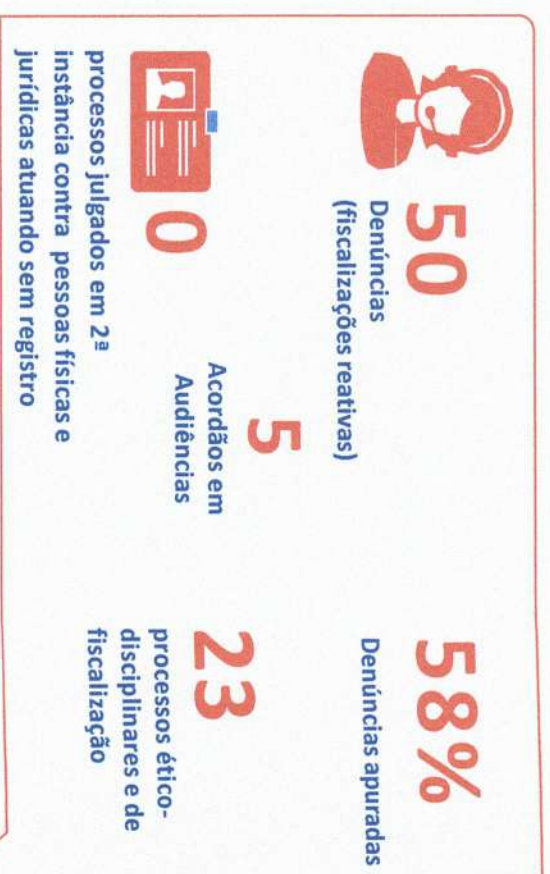 50
Denúncias
(fiscalizações reativas)
58%
Denúncias apuradas
5
Acordãos em
Audiências
23
processos ético-
disciplinares e de
fiscalização
0
processos julgados em 2ª
instância contra pessoas físicas e
jurídicas atuando sem registro